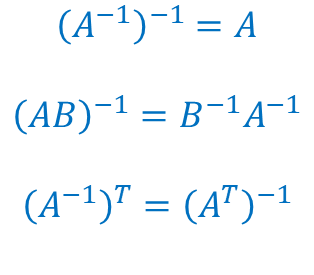 (A⁻¹)⁻¹ = A
(AB)⁻¹ = B⁻¹A⁻¹
(A⁻¹)ᵀ = (Aᵀ)⁻¹